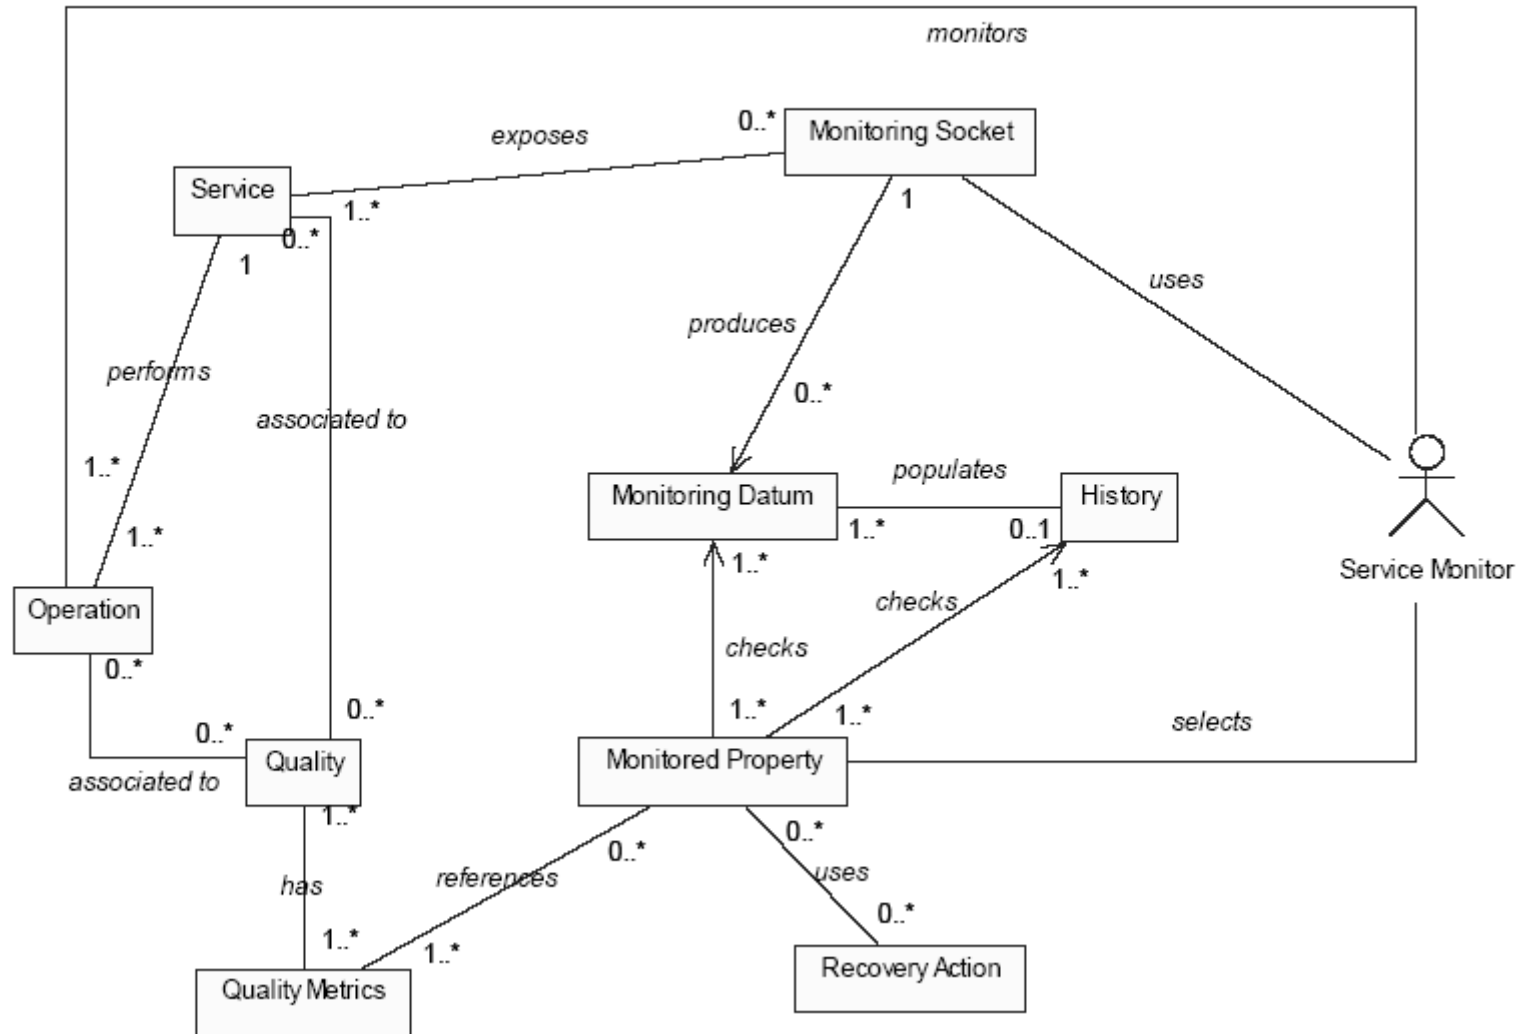 monitors
0..*
Monitoring Socket
exposes
Service
1..*
0..*
1
1
uses
produces
performs
0..*
associated to
1..*
populates
Monitoring Datum
History
1..*
0..1
1..*
1..*
1..*
Service Monitor
Operation
checks
checks
0..*
1..*
1..*
0..*
0..*
selects
Quality
Monitored Property
associated to
1..*
0..*
0..*
has
references
uses
0..*
1..*
1..*
Quality Metrics
Recovery Action